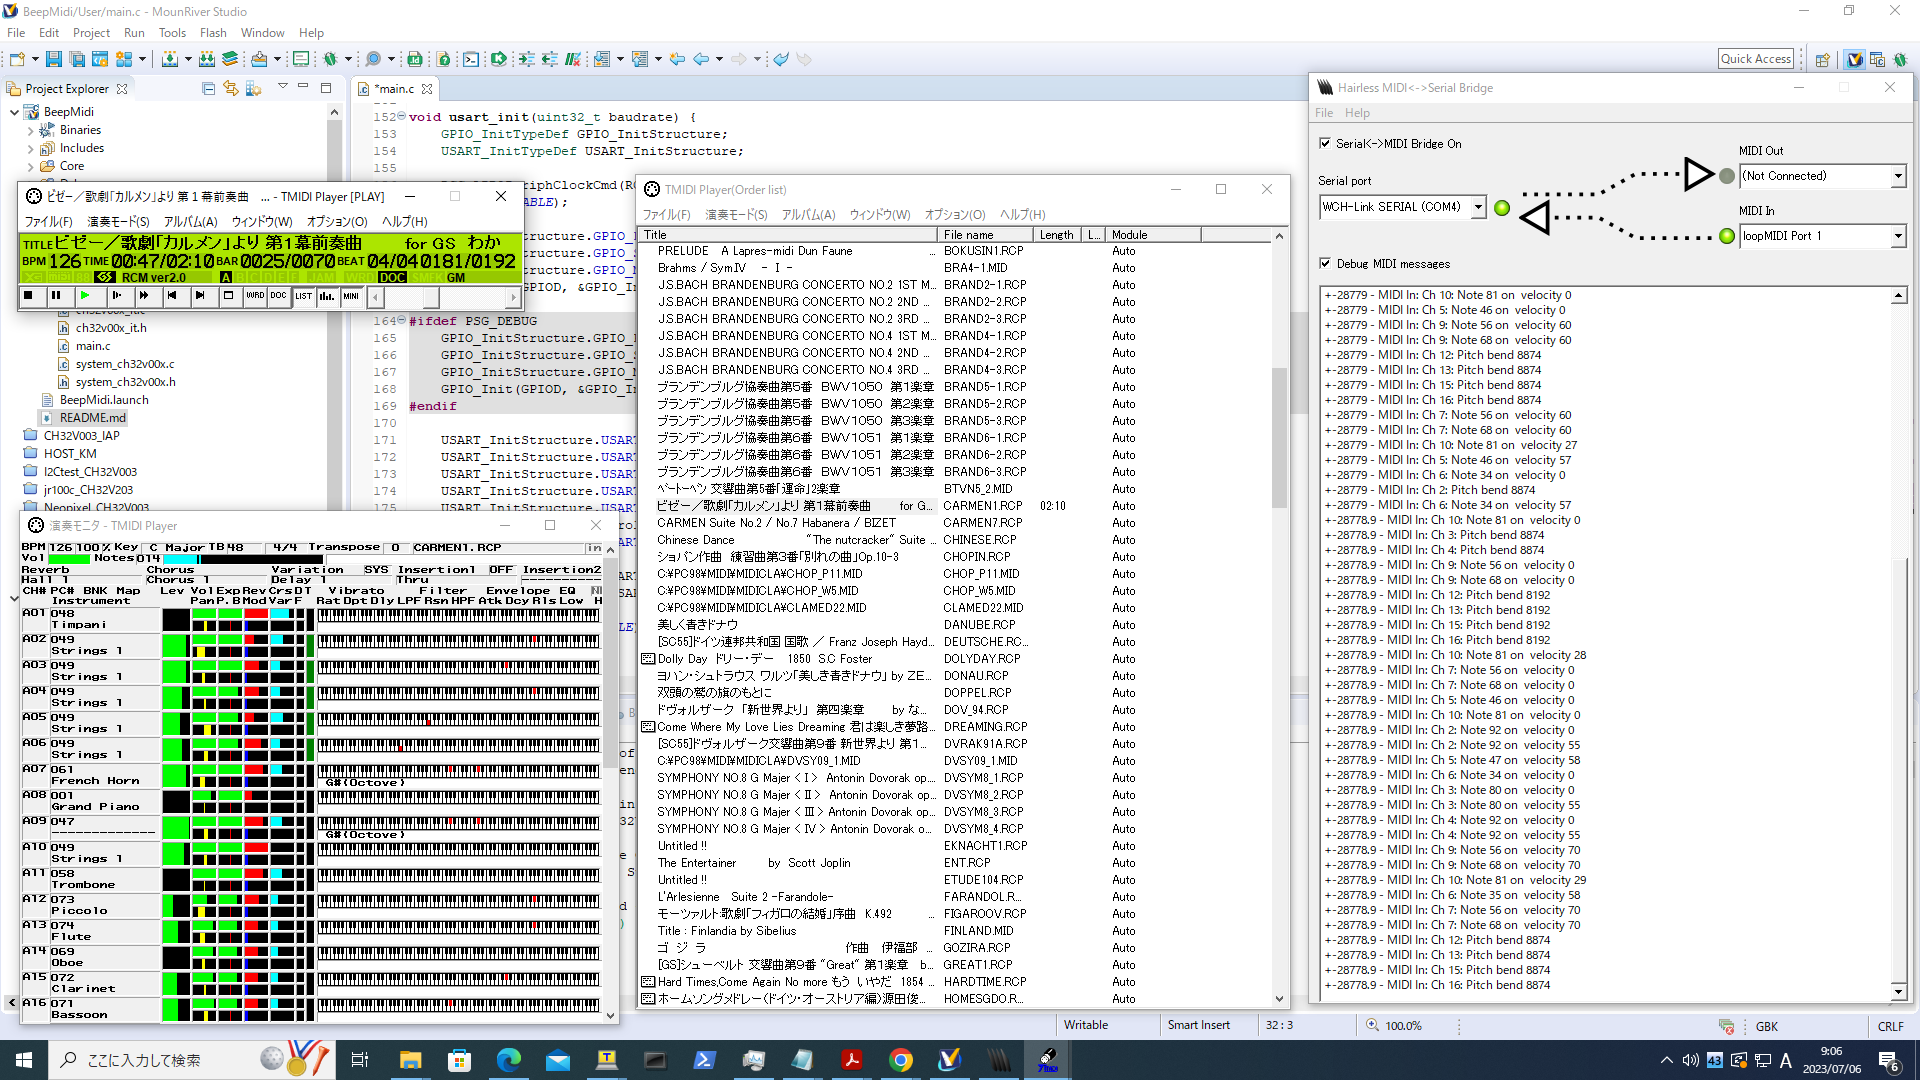 BeepMidi/User/main.c - MounRiver Studio
File Edit Project Run Tools Flash Window Help
Quick Access
Project Explorer
*main.c
BeepMidi
Binaries
Includes
Core
ch32v00x_it.h
main.c
system_ch32v00x.c
system_ch32v00x.h
BeepMidi.launch
README.md
CH32V003_IAP
HOST_KM
I2Ctest_CH32V003
jr100c_CH32V203
Neopixel_CH32V003
152 void usart_init(uint32_t baudrate) {
153 GPIO_InitTypeDef GPIO_InitStructure;
154 USART_InitTypeDef USART_InitStructure;
155
164 #ifdef PSG_DEBUG
165 GPIO_InitStructure.GPIO_
166 GPIO_InitStructure.GPIO_
167 GPIO_InitStructure.GPIO_
168 GPIO_Init(GPIOD, &GPIO_I
169 #endif
170
171 USART_InitStructure.USART
172 USART_InitStructure.USART
173 USART_InitStructure.USART
174 USART_InitStructure.USART
175 USART_InitStructure.USART
ビゼー／歌劇「カルメン」より 第１幕前奏曲 ... - TMIDI Player [PLAY]
ファイル(F) 演奏モード(S) アルバム(A) ウィンドウ(W) オプション(O) ヘルプ(H)
TITLE ビゼー／歌劇「カルメン」より 第1幕前奏曲 for GS わか
BPM 126 TIME 00:47/02:10 BAR 0025/0070 BEAT 04/04 0181/0192
RCM ver2.0 A B C D E F JAM WRD DOC SMEK GM
WRD DOC LIST MINI
演奏モニタ - TMIDI Player
BPM 126 100% Key C Major TB 48 4/4 Transpose 0 CARMEN1.RCP
Vol Notes 014
Reverb Chorus Variation SYS Insertion1 OFF Insertion2
Hall 1 Chorus 1 Delay 1 Thru
CH# PC# BNK Map Lev Vol Exp Rev Crs D T Vibrato Filter Envelope EQ
Instrument Pan P.B Mod Var F Rat Dpt Dly LPF Rsn HPF Atk Dcy Rls Low H
A01 048
Timpani
A02 049
Strings 1
A03 049
Strings 1
A04 049
Strings 1
A05 049
Strings 1
A06 049
Strings 1
A07 061
French Horn G#(Octove)
A08 001
Grand Piano
A09 047
-------------- G#(Octove)
A10 049
Strings 1
A11 058
Trombone
A12 073
Piccolo
A13 074
Flute
A14 069
Oboe
A15 072
Clarinet
A16 071
Bassoon
TMIDI Player(Order list)
ファイル(F) 演奏モード(S) アルバム(A) ウィンドウ(W) オプション(O) ヘルプ(H)
Title File name Length L... Module
PRELUDE A Lapres-midi Dun Faune ... BOKUSIN1.RCP Auto
Brahms / Sym.Ⅳ - Ⅰ - BRA4-1.MID Auto
J.S.BACH BRANDENBURG CONCERTO NO.2 1ST M... BRAND2-1.RCP Auto
J.S.BACH BRANDENBURG CONCERTO NO.2 2ND ... BRAND2-2.RCP Auto
J.S.BACH BRANDENBURG CONCERTO NO.2 3RD ... BRAND2-3.RCP Auto
J.S.BACH BRANDENBURG CONCERTO NO.4 1ST M... BRAND4-1.RCP Auto
J.S.BACH BRANDENBURG CONCERTO NO.4 2ND ... BRAND4-2.RCP Auto
J.S.BACH BRANDENBURG CONCERTO NO.4 3RD ... BRAND4-3.RCP Auto
ブランデンブルグ協奏曲第5番 BWV1050 第1楽章 BRAND5-1.RCP Auto
ブランデンブルグ協奏曲第5番 BWV1050 第2楽章 BRAND5-2.RCP Auto
ブランデンブルグ協奏曲第5番 BWV1050 第3楽章 BRAND5-3.RCP Auto
ブランデンブルグ協奏曲第6番 BWV1051 第1楽章 BRAND6-1.RCP Auto
ブランデンブルグ協奏曲第6番 BWV1051 第2楽章 BRAND6-2.RCP Auto
ブランデンブルグ協奏曲第6番 BWV1051 第3楽章 BRAND6-3.RCP Auto
ベートーベン 交響曲第5番「運命」2楽章 BTVN5_2.MID Auto
ビゼー／歌劇「カルメン」より 第1幕前奏曲 for G... CARMEN1.RCP 02:10 Auto
CARMEN Suite No.2 / No.7 Habanera / BIZET CARMEN7.RCP Auto
Chinese Dance "The nutcracker" Suite ... CHINESE.RCP Auto
ショパン作曲 練習曲第3番「別れの曲」Op.10-3 CHOPIN.RCP Auto
C:¥PC98¥MIDI¥MIDICLA¥CHOP_P11.MID CHOP_P11.MID Auto
C:¥PC98¥MIDI¥MIDICLA¥CHOP_W5.MID CHOP_W5.MID Auto
C:¥PC98¥MIDI¥MIDICLA¥CLAMED22.MID CLAMED22.MID Auto
美しく青きドナウ DANUBE.RCP Auto
[SC55]ドイツ連邦共和国 国歌 ／ Franz Joseph Hayd... DEUTSCHE.RC... Auto
Dolly Day ドリー・デー 1850 S.C Foster DOLYDAY.RCP Auto
ヨハン・シュトラウス ワルツ「美しき青きドナウ」 by ZE... DONAU.RCP Auto
双頭の鷲の旗のもとに DOPPEL.RCP Auto
ドヴォルザーク 「新世界より」 第四楽章 by な... DOV_94.RCP Auto
Come Where My Love Lies Dreaming 君は楽しき夢路... DREAMING.RCP Auto
[SC55]ドヴォルザーク交響曲第9番 新世界より 第1... DVRAK91A.RCP Auto
C:¥PC98¥MIDI¥MIDICLA¥DVSY09_1.MID DVSY09_1.MID Auto
SYMPHONY NO.8 G Majer < Ⅰ > Antonin Dovorak op... DVSYM8_1.RCP Auto
SYMPHONY NO.8 G Majer < Ⅱ > Antonin Dovorak op... DVSYM8_2.RCP Auto
SYMPHONY NO.8 G Majer < Ⅲ > Antonin Dovorak op... DVSYM8_3.RCP Auto
SYMPHONY NO.8 G Majer < Ⅳ > Antonin Dovorak o... DVSYM8_4.RCP Auto
Untitled !! EKNACHT1.RCP Auto
The Entertainer by Scott Joplin ENT.RCP Auto
Untitled !! ETUDE104.RCP Auto
L'Arlesienne Suite 2 -Farandole- FARANDOL.R... Auto
モーツァルト:歌劇「フィガロの結婚」序曲 K.492 ... FIGAROOV.RCP Auto
Title : Finlandia by Sibelius FINLAND.MID Auto
ゴ ジ ラ 作曲 伊福部 ... GOZIRA.RCP Auto
[GS]シューベルト 交響曲第9番 "Great" 第1楽章 b... GREAT1.RCP Auto
Hard Times,Come Again No more もう いやだ 1854 ... HARDTIME.RCP Auto
ホームソングメドレー(ドイツ・オーストリア編)源田俊... HOMESGDO.R... Auto
Hairless MIDI<->Serial Bridge
File Help
Serial<->MIDI Bridge On
MIDI Out
(Not Connected)
Serial port
WCH-Link SERIAL (COM4)
MIDI In
loopMIDI Port 1
Debug MIDI messages
+-28779 - MIDI In: Ch 10: Note 81 on velocity 0
+-28779 - MIDI In: Ch 5: Note 46 on velocity 0
+-28779 - MIDI In: Ch 9: Note 56 on velocity 60
+-28779 - MIDI In: Ch 9: Note 68 on velocity 60
+-28779 - MIDI In: Ch 12: Pitch bend 8874
+-28779 - MIDI In: Ch 13: Pitch bend 8874
+-28779 - MIDI In: Ch 15: Pitch bend 8874
+-28779 - MIDI In: Ch 16: Pitch bend 8874
+-28779 - MIDI In: Ch 7: Note 56 on velocity 60
+-28779 - MIDI In: Ch 7: Note 68 on velocity 60
+-28779 - MIDI In: Ch 10: Note 81 on velocity 27
+-28779 - MIDI In: Ch 5: Note 46 on velocity 57
+-28779 - MIDI In: Ch 6: Note 34 on velocity 0
+-28779 - MIDI In: Ch 2: Pitch bend 8874
+-28779 - MIDI In: Ch 6: Note 34 on velocity 57
+-28778.9 - MIDI In: Ch 10: Note 81 on velocity 0
+-28778.9 - MIDI In: Ch 3: Pitch bend 8874
+-28778.9 - MIDI In: Ch 4: Pitch bend 8874
+-28778.9 - MIDI In: Ch 9: Note 56 on velocity 0
+-28778.9 - MIDI In: Ch 9: Note 68 on velocity 0
+-28778.9 - MIDI In: Ch 12: Pitch bend 8192
+-28778.9 - MIDI In: Ch 13: Pitch bend 8192
+-28778.9 - MIDI In: Ch 15: Pitch bend 8192
+-28778.9 - MIDI In: Ch 16: Pitch bend 8192
+-28778.9 - MIDI In: Ch 10: Note 81 on velocity 28
+-28778.9 - MIDI In: Ch 7: Note 56 on velocity 0
+-28778.9 - MIDI In: Ch 7: Note 68 on velocity 0
+-28778.9 - MIDI In: Ch 5: Note 46 on velocity 0
+-28778.9 - MIDI In: Ch 10: Note 81 on velocity 0
+-28778.9 - MIDI In: Ch 2: Note 92 on velocity 0
+-28778.9 - MIDI In: Ch 2: Note 92 on velocity 55
+-28778.9 - MIDI In: Ch 5: Note 47 on velocity 58
+-28778.9 - MIDI In: Ch 6: Note 34 on velocity 0
+-28778.9 - MIDI In: Ch 3: Note 80 on velocity 0
+-28778.9 - MIDI In: Ch 3: Note 80 on velocity 55
+-28778.9 - MIDI In: Ch 4: Note 92 on velocity 0
+-28778.9 - MIDI In: Ch 4: Note 92 on velocity 55
+-28778.9 - MIDI In: Ch 9: Note 56 on velocity 70
+-28778.9 - MIDI In: Ch 9: Note 68 on velocity 70
+-28778.9 - MIDI In: Ch 10: Note 81 on velocity 29
+-28778.9 - MIDI In: Ch 6: Note 35 on velocity 58
+-28778.9 - MIDI In: Ch 7: Note 56 on velocity 70
+-28778.9 - MIDI In: Ch 7: Note 68 on velocity 70
+-28778.9 - MIDI In: Ch 12: Pitch bend 8874
+-28778.9 - MIDI In: Ch 13: Pitch bend 8874
+-28778.9 - MIDI In: Ch 15: Pitch bend 8874
+-28778.9 - MIDI In: Ch 16: Pitch bend 8874
Writable Smart Insert 32 : 3 100.0% GBK CRLF
ここに入力して検索
43 A 9:06
2023/07/06
6